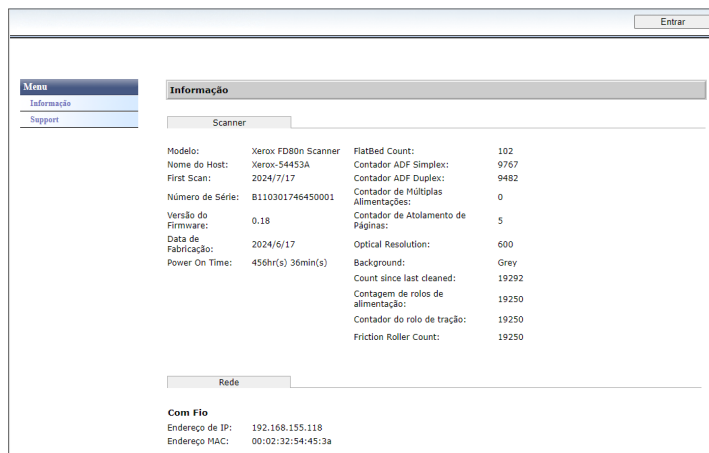 Entrar
Menu
Informação
Support
Informação
Scanner
Modelo: Xerox FD80n Scanner FlatBed Count: 102
Nome do Host: Xerox-54453A Contador ADF Simplex: 9767
First Scan: 2024/7/17 Contador ADF Duplex: 9482
Número de Série: B110301746450001 Contador de Múltiplas Alimentações: 0
Versão do Firmware: 0.18 Contador de Atolamento de Páginas: 5
Data de Fabricação: 2024/6/17 Optical Resolution: 600
Power On Time: 456hr(s) 36min(s) Background: Grey
Count since last cleaned: 19292
Contagem de rolos de alimentação: 19250
Contador do rolo de tração: 19250
Friction Roller Count: 19250
Rede
Com Fio
Endereço de IP: 192.168.155.118
Endereço MAC: 00:02:32:54:45:3a